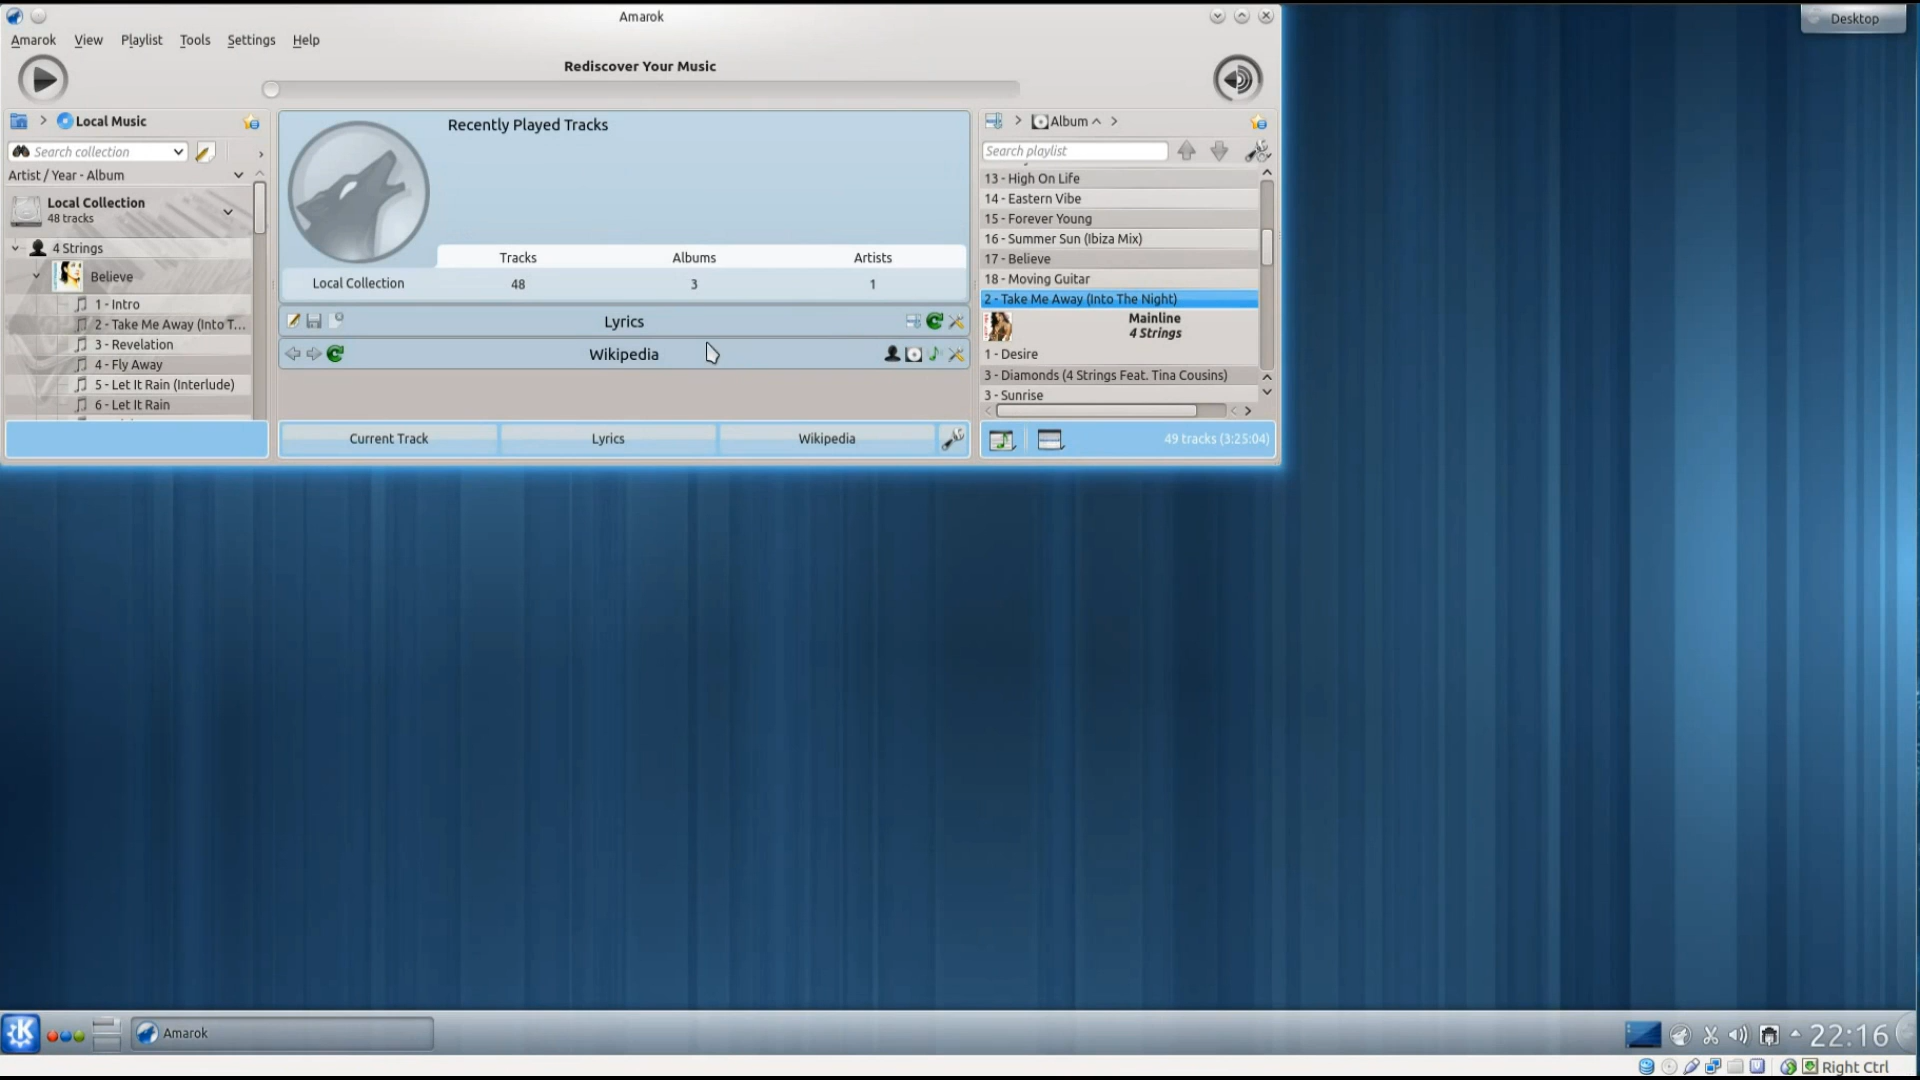 Amarok
Desktop
Amarok View Playlist Tools Settings Help
Rediscover Your Music
Local Music
Search collection
Artist / Year - Album
Local Collection
48 tracks
4 Strings
Believe
1 - Intro
2 - Take Me Away (Into T...
3 - Revelation
4 - Fly Away
5 - Let It Rain (Interlude)
6 - Let It Rain
Recently Played Tracks
Tracks Albums Artists
Local Collection 48 3 1
Lyrics
Wikipedia
Current Track Lyrics Wikipedia
Album
Search playlist
13 - High On Life
14 - Eastern Vibe
15 - Forever Young
16 - Summer Sun (Ibiza Mix)
17 - Believe
18 - Moving Guitar
2 - Take Me Away (Into The Night)
Mainline
4 Strings
1 - Desire
3 - Diamonds (4 Strings Feat. Tina Cousins)
3 - Sunrise
49 tracks (3:25:04)
Amarok
22:16
Right Ctrl